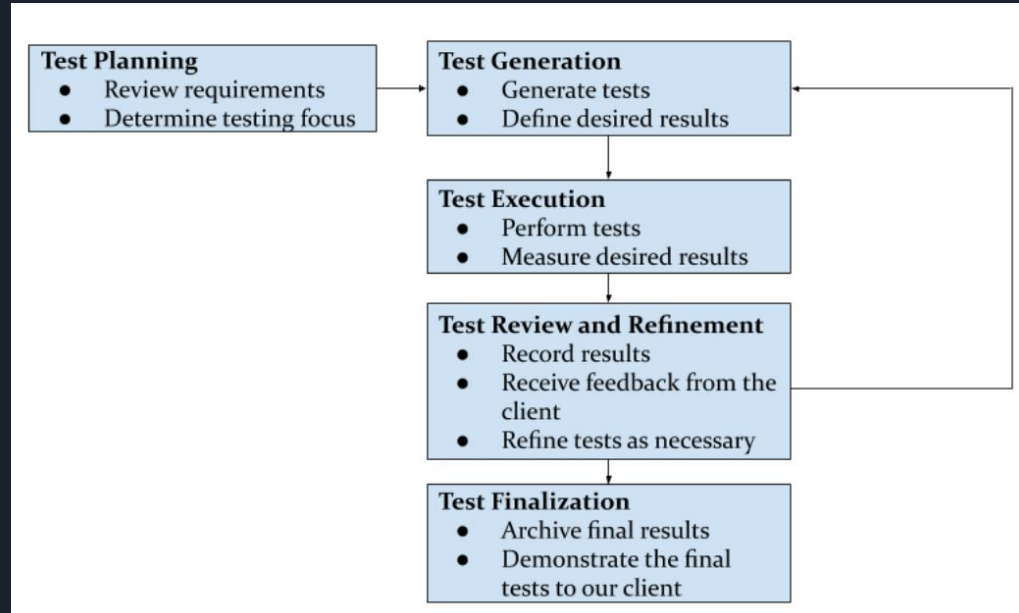 Test Planning
● Review requirements
● Determine testing focus
Test Generation
● Generate tests
● Define desired results
Test Execution
● Perform tests
● Measure desired results
Test Review and Refinement
● Record results
● Receive feedback from the
client
● Refine tests as necessary
Test Finalization
● Archive final results
● Demonstrate the final
tests to our client